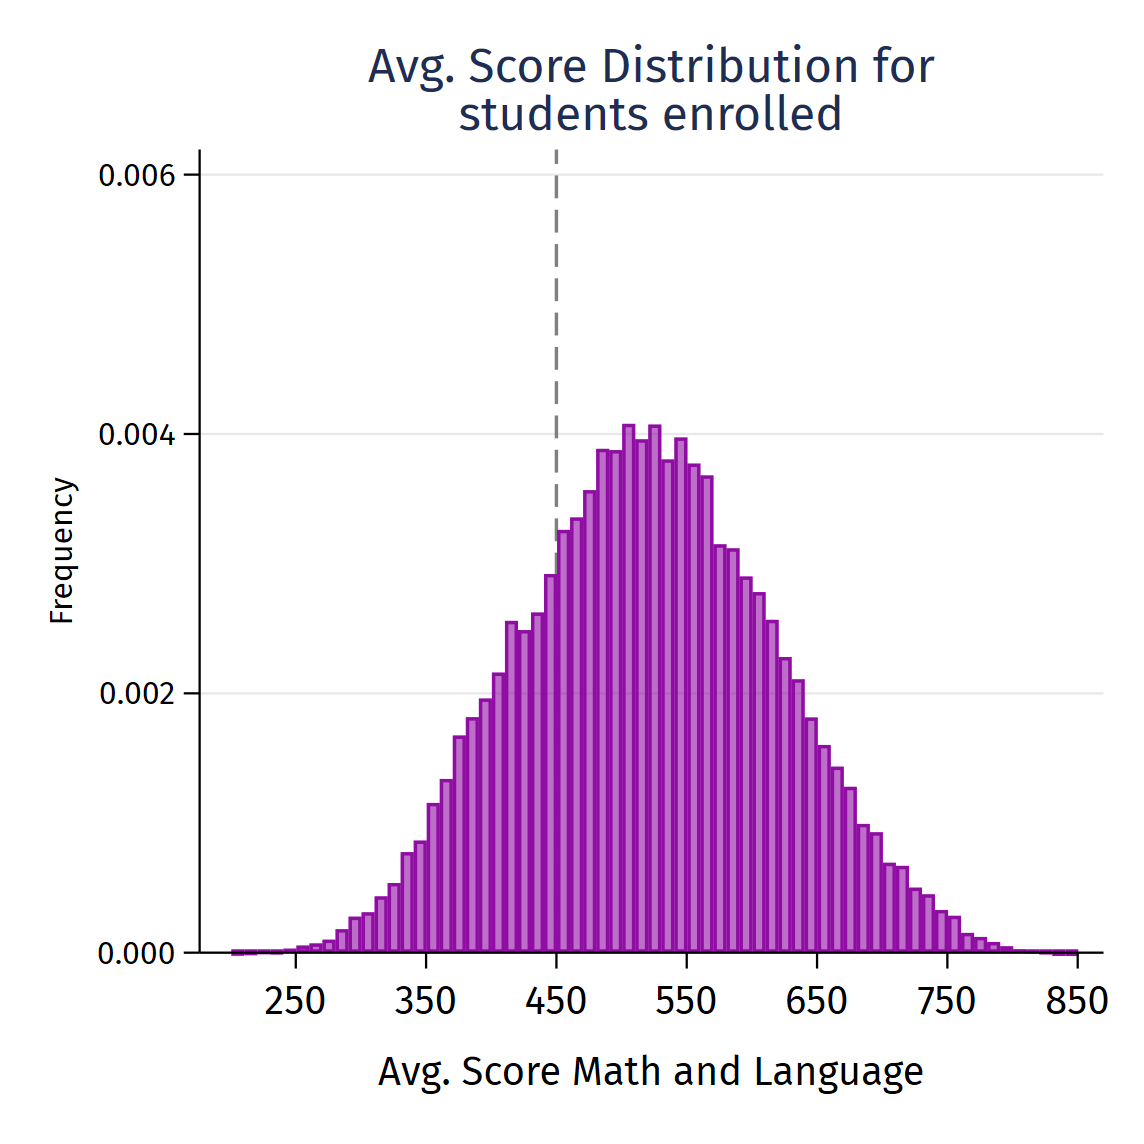 Avg. Score Distribution for
students enrolled
0.006
0.004
0.002
0.000
Frequency
250 350 450 550 650 750 850
Avg. Score Math and Language